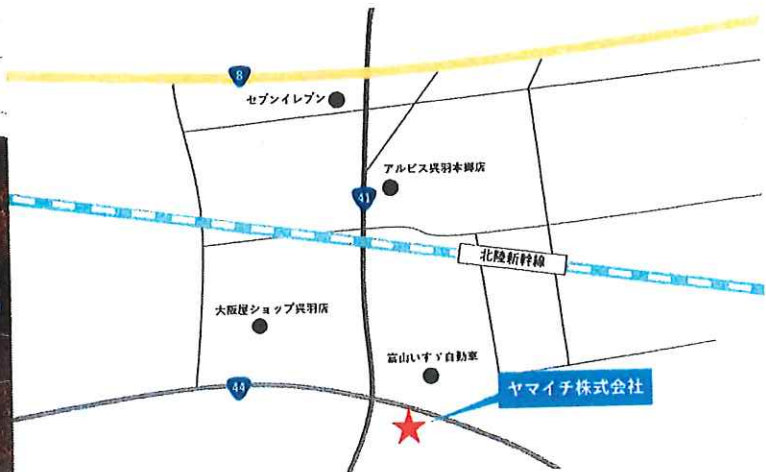 8
セブンイレブン
アルビス呉羽本郷店
41
北陸新幹線
大阪屋ショップ呉羽店
富山いすゞ自動車
44
ヤマイチ株式会社